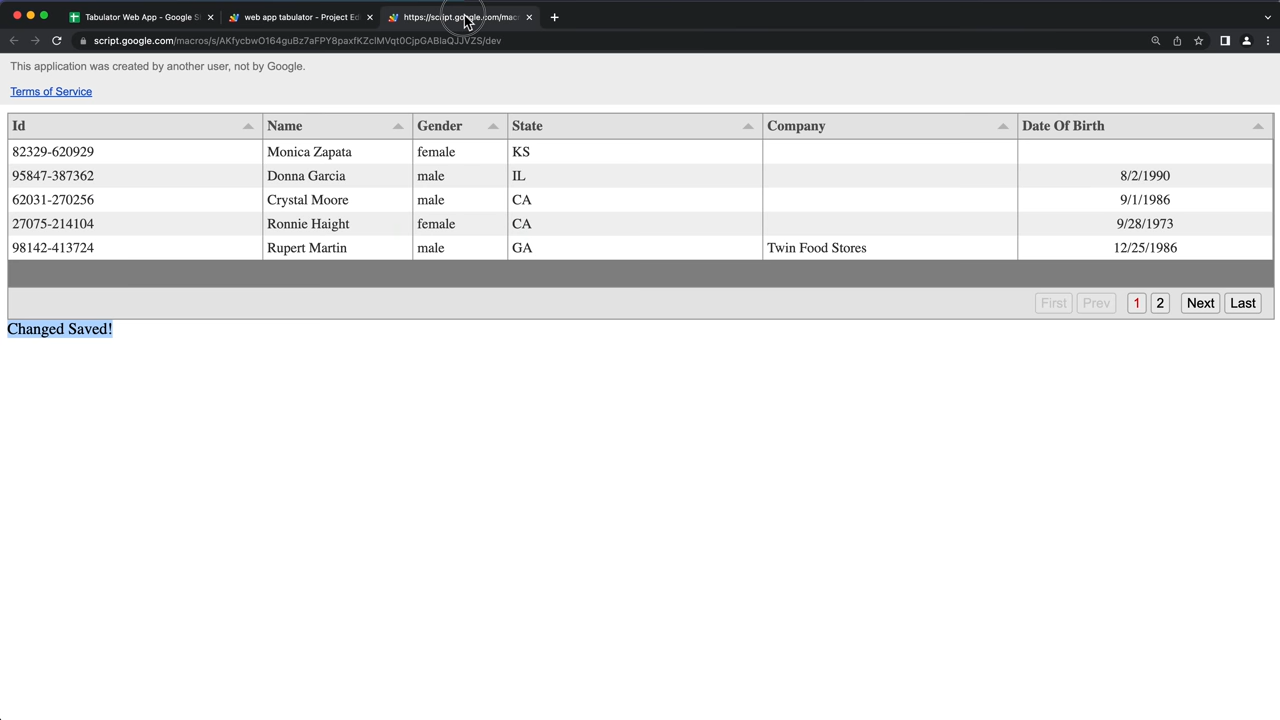 Tabulator Web App - Google S
web app tabulator - Project Edi
https://script.google.com/mac
script.google.com/macros/s/AKfycbwO164guBz7aFPY8paxfKZclMVqt0CjpGABlaQJJVZS/dev
This application was created by another user, not by Google.
Terms of Service
Id Name Gender State Company Date Of Birth
82329-620929 Monica Zapata female KS
95847-387362 Donna Garcia male IL 8/2/1990
62031-270256 Crystal Moore male CA 9/1/1986
27075-214104 Ronnie Haight female CA 9/28/1973
98142-413724 Rupert Martin male GA Twin Food Stores 12/25/1986
First Prev 1 2 Next Last
Changed Saved!